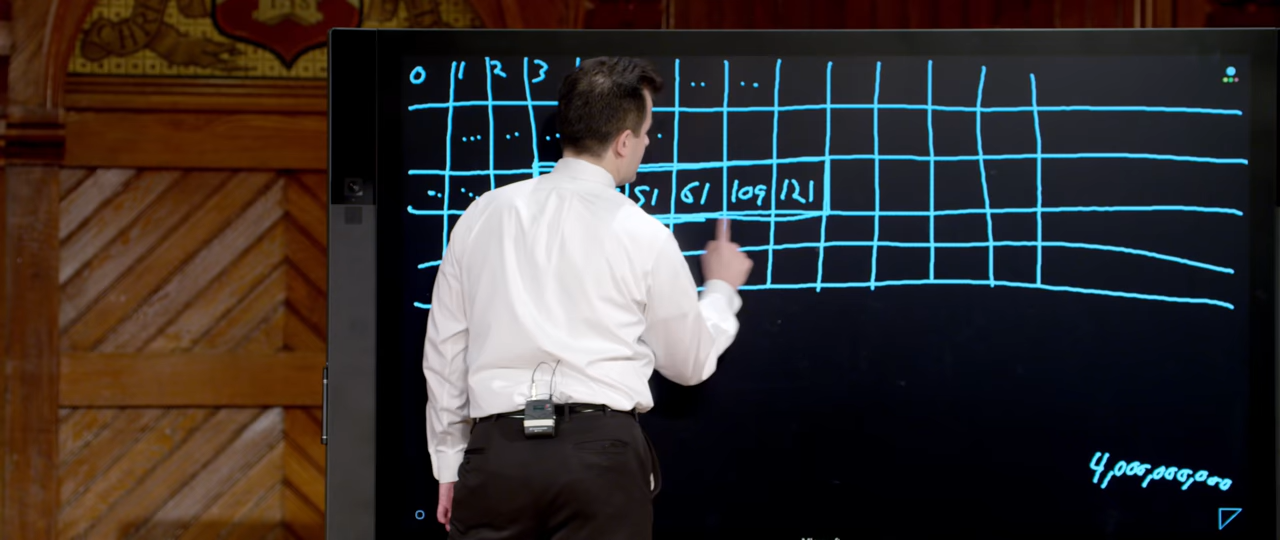 0 1 2 3 .. ..
... .. .. .
.. ... 51 61 109 121
4,000,000,000